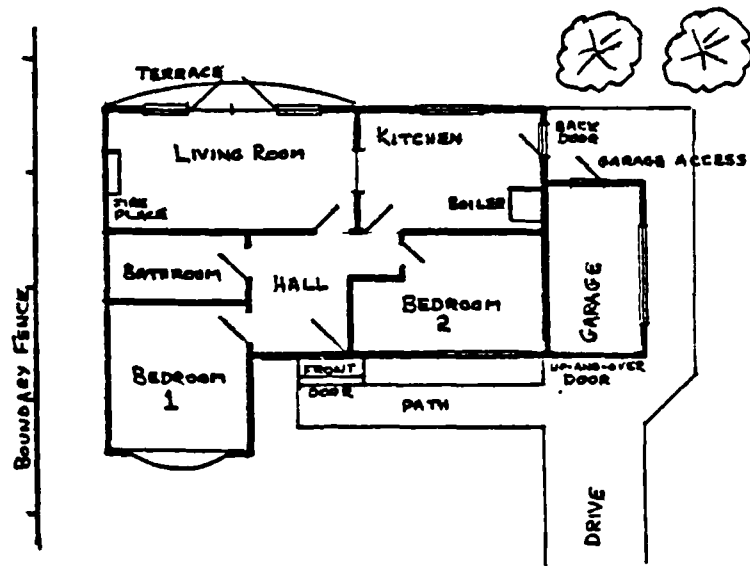 TERRACE
LIVING ROOM
KITCHEN
BACK
DOOR
GARAGE ACCESS
FIRE
PLACE
BOILER
BATHROOM
HALL
BEDROOM
2
GARAGE
BEDROOM
1
FRONT
DOOR
UP-AND-OVER
DOOR
PATH
BOUNDARY FENCE
DRIVE